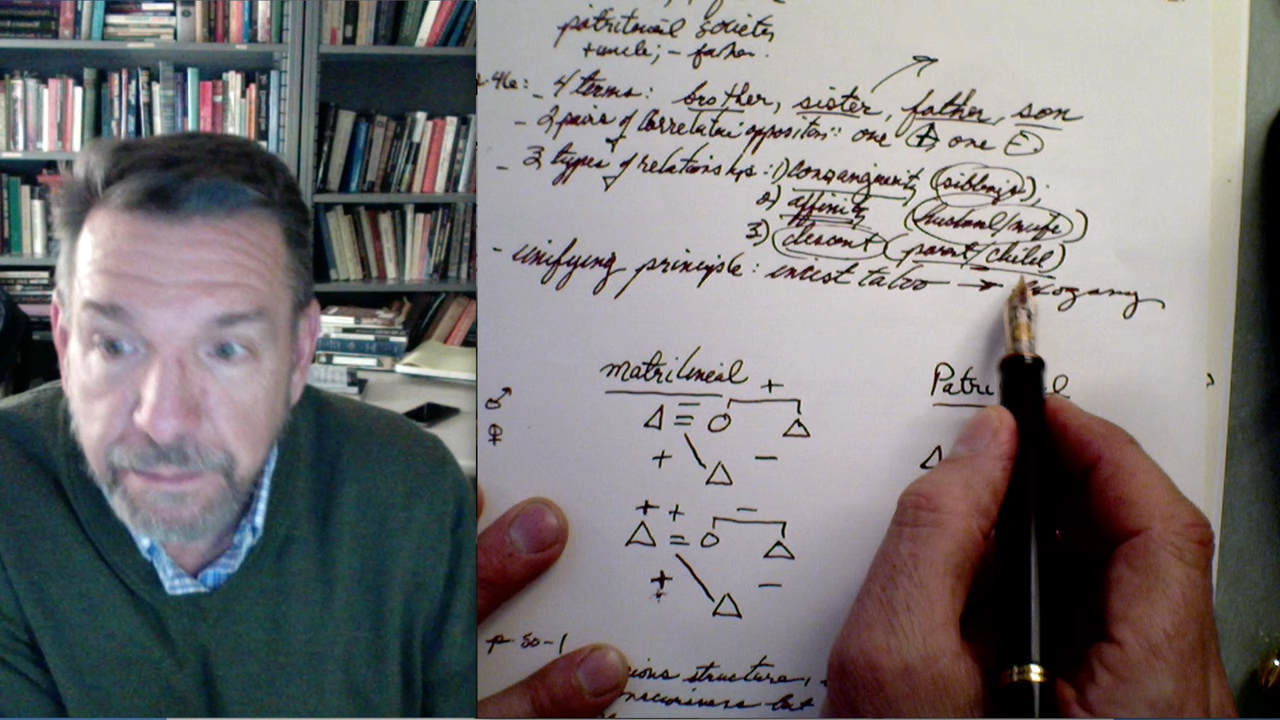 patrilineal society
+ uncle; - father.
p. 46: - 4 terms: brother, sister, father, son
- 2 pairs of correlative oppositions: one + one -
- 3 types of relationships: 1) consanguinity (siblings);
2) affinity (husband/wife)
3) descent (parent/child)
- unifying principle: incest taboo → exogamy
matrilineal
+
♂
Δ = O Δ
♀
+ Δ -
+ + -
Δ = O Δ
+ -
Δ
Δ
p. 50-1
structure,
but